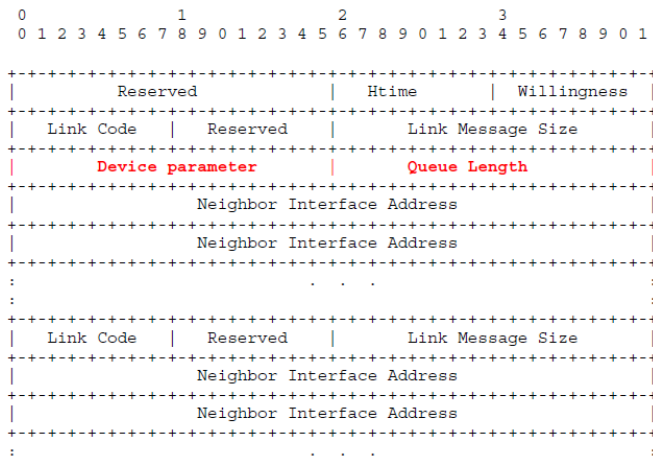 0 1 2 3
0 1 2 3 4 5 6 7 8 9 0 1 2 3 4 5 6 7 8 9 0 1 2 3 4 5 6 7 8 9 0 1
+-+-+-+-+-+-+-+-+-+-+-+-+-+-+-+-+-+-+-+-+-+-+-+-+-+-+-+-+-+-+-+-+
| Reserved | Htime | Willingness |
+-+-+-+-+-+-+-+-+-+-+-+-+-+-+-+-+-+-+-+-+-+-+-+-+-+-+-+-+-+-+-+-+
| Link Code | Reserved | Link Message Size |
+-+-+-+-+-+-+-+-+-+-+-+-+-+-+-+-+-+-+-+-+-+-+-+-+-+-+-+-+-+-+-+-+
| Device parameter | Queue Length |
+-+-+-+-+-+-+-+-+-+-+-+-+-+-+-+-+-+-+-+-+-+-+-+-+-+-+-+-+-+-+-+-+
| Neighbor Interface Address |
+-+-+-+-+-+-+-+-+-+-+-+-+-+-+-+-+-+-+-+-+-+-+-+-+-+-+-+-+-+-+-+-+
| Neighbor Interface Address |
+-+-+-+-+-+-+-+-+-+-+-+-+-+-+-+-+-+-+-+-+-+-+-+-+-+-+-+-+-+-+-+-+
: . . . :
: :
+-+-+-+-+-+-+-+-+-+-+-+-+-+-+-+-+-+-+-+-+-+-+-+-+-+-+-+-+-+-+-+-+
| Link Code | Reserved | Link Message Size |
+-+-+-+-+-+-+-+-+-+-+-+-+-+-+-+-+-+-+-+-+-+-+-+-+-+-+-+-+-+-+-+-+
| Neighbor Interface Address |
+-+-+-+-+-+-+-+-+-+-+-+-+-+-+-+-+-+-+-+-+-+-+-+-+-+-+-+-+-+-+-+-+
| Neighbor Interface Address |
+-+-+-+-+-+-+-+-+-+-+-+-+-+-+-+-+-+-+-+-+-+-+-+-+-+-+-+-+-+-+-+-+
: . . . :